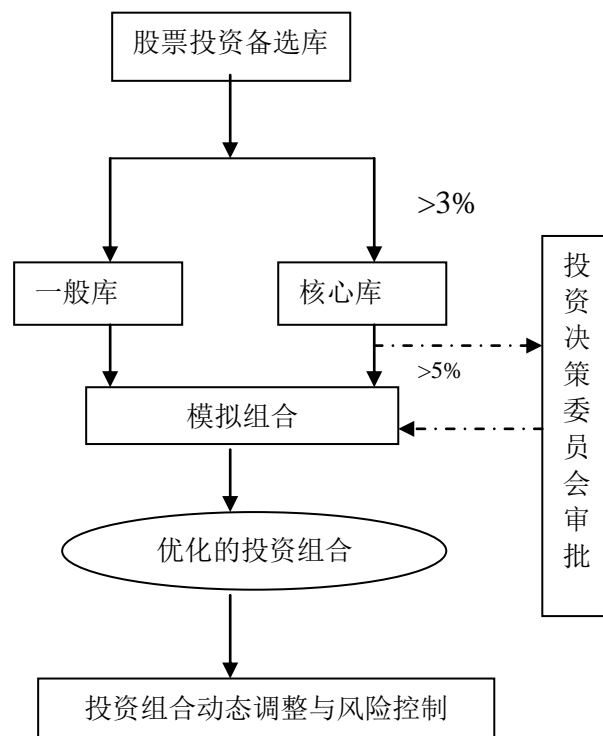 股票投资备选库
>3%
一般库
核心库
>5%
投资决策委员会审批
模拟组合
优化的投资组合
投资组合动态调整与风险控制